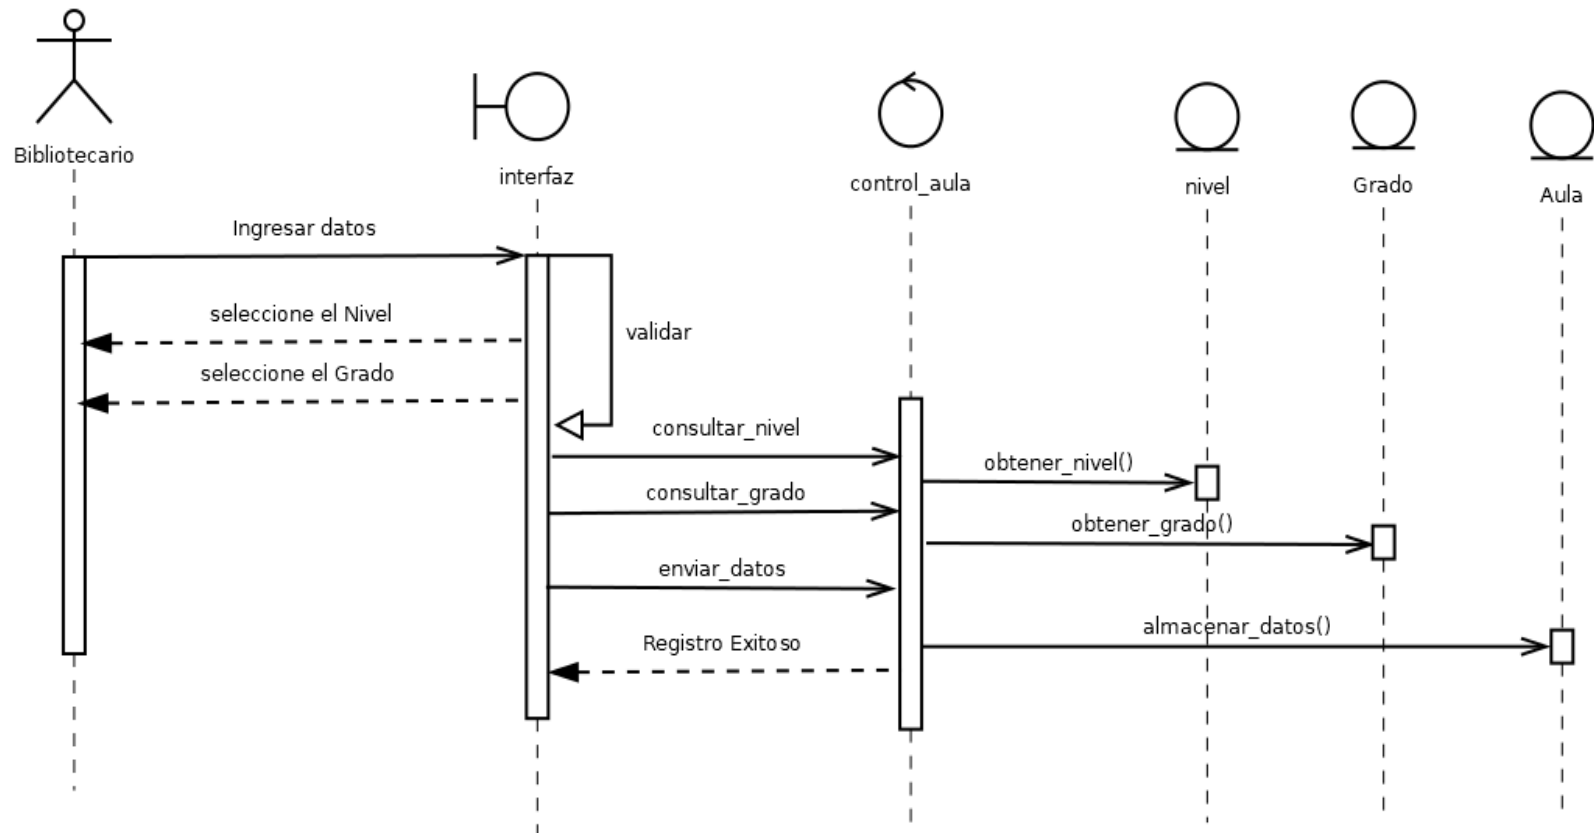 Bibliotecario
interfaz
control_aula
nivel
Grado
Aula
Ingresar datos
seleccione el Nivel
validar
seleccione el Grado
consultar_nivel
obtener_nivel()
consultar_grado
obtener_grado()
enviar_datos
almacenar_datos()
Registro Exitoso